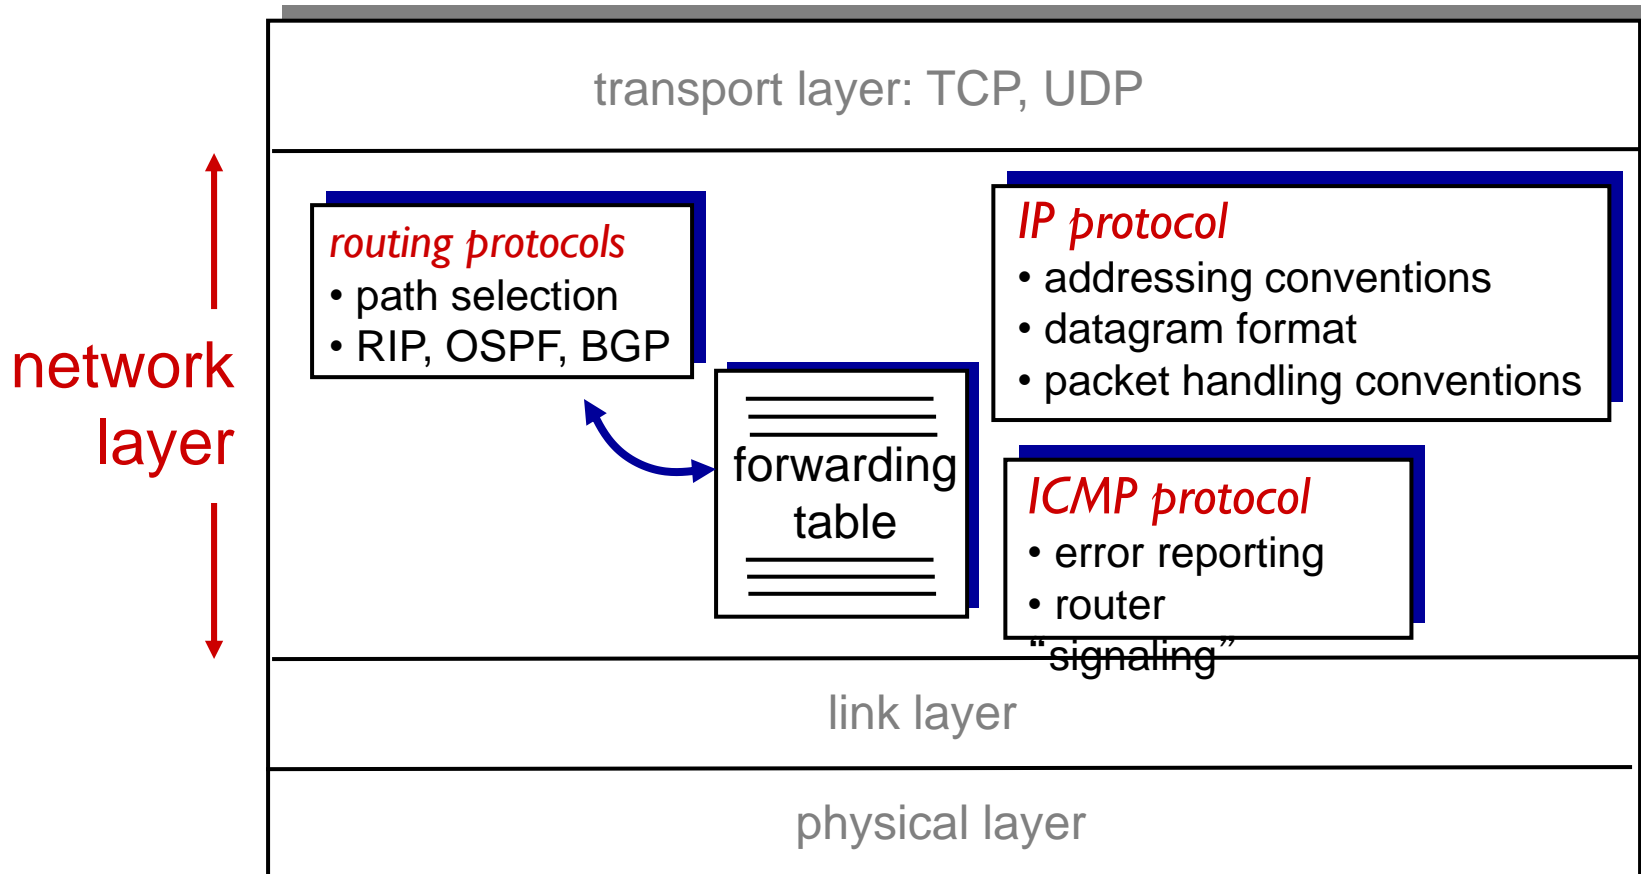 transport layer: TCP, UDP
network
layer
routing protocols
• path selection
• RIP, OSPF, BGP
forwarding
table
IP protocol
• addressing conventions
• datagram format
• packet handling conventions
ICMP protocol
• error reporting
• router
“signaling”
link layer
physical layer